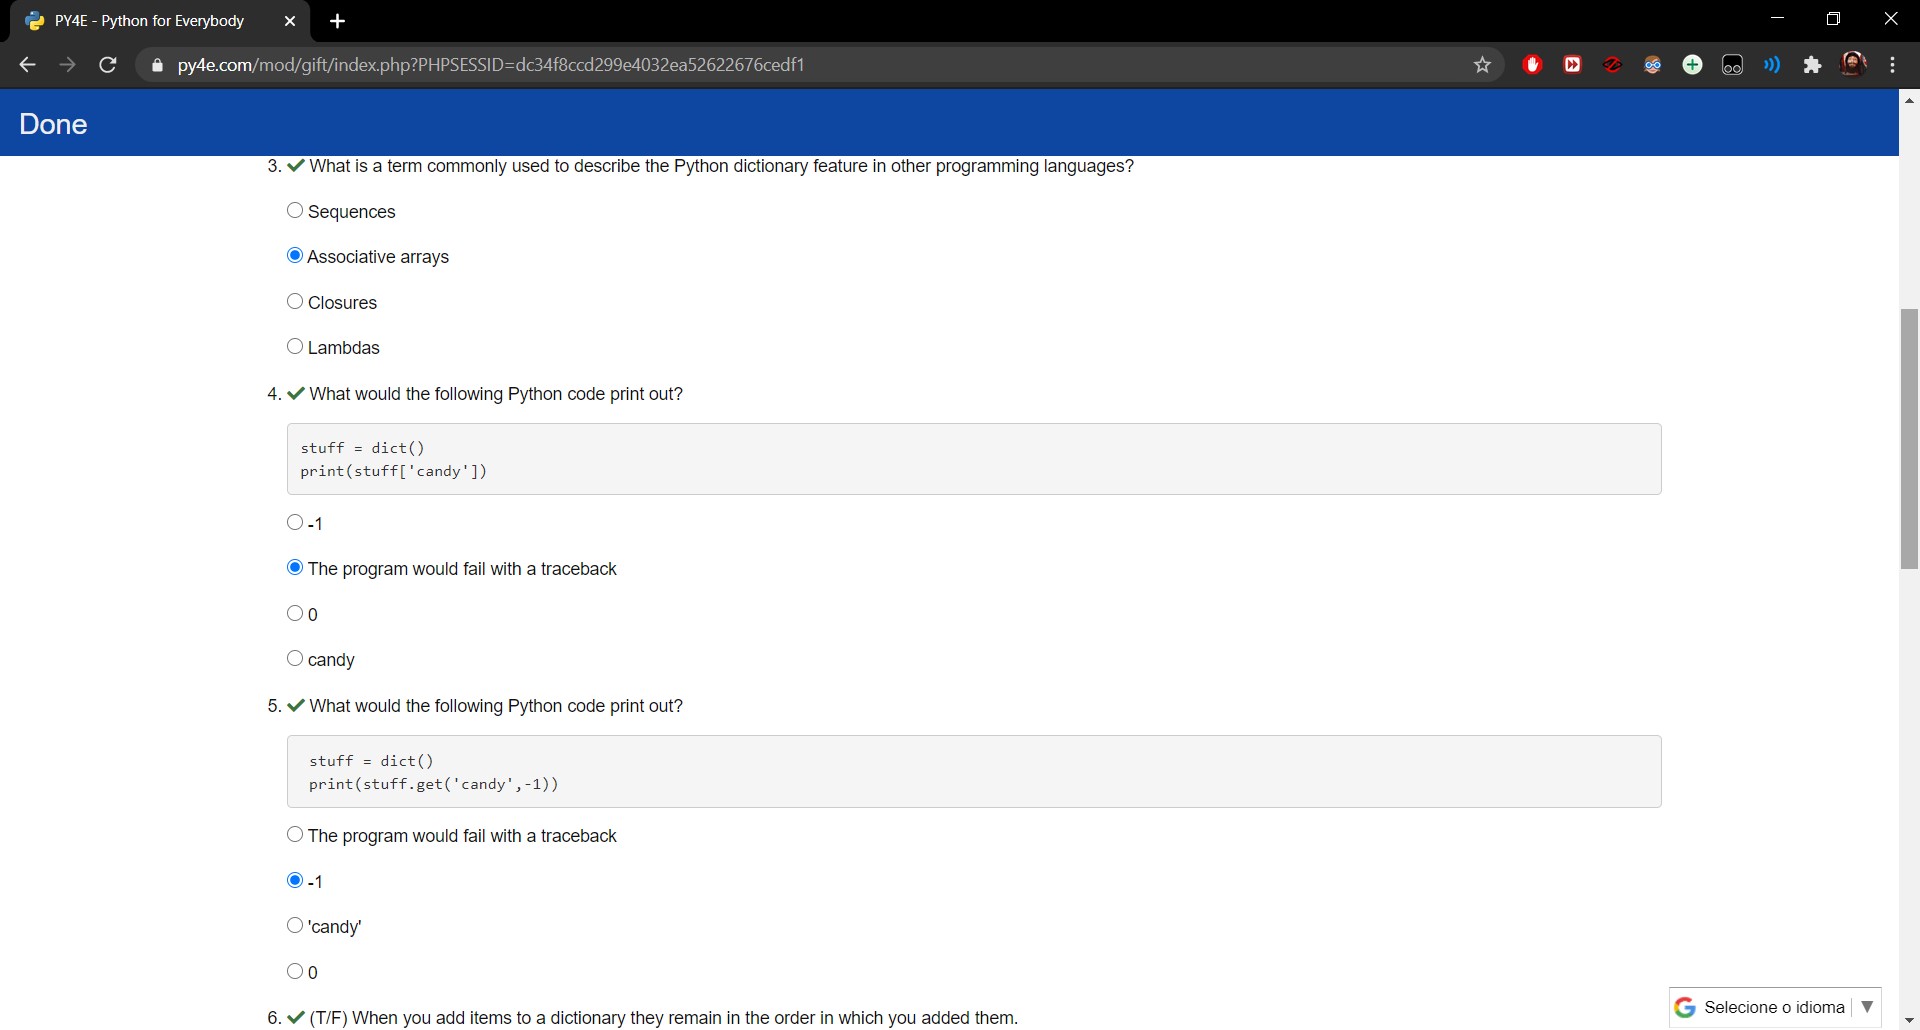 PY4E - Python for Everybody
py4e.com/mod/gift/index.php?PHPSESSID=dc34f8ccd299e4032ea52622676cedf1
Done
3. What is a term commonly used to describe the Python dictionary feature in other programming languages?
Sequences
Associative arrays
Closures
Lambdas
4. What would the following Python code print out?
stuff = dict()
print(stuff['candy'])
-1
The program would fail with a traceback
0
candy
5. What would the following Python code print out?
stuff = dict()
print(stuff.get('candy',-1))
The program would fail with a traceback
-1
'candy'
0
6. (T/F) When you add items to a dictionary they remain in the order in which you added them.
Selecione o idioma